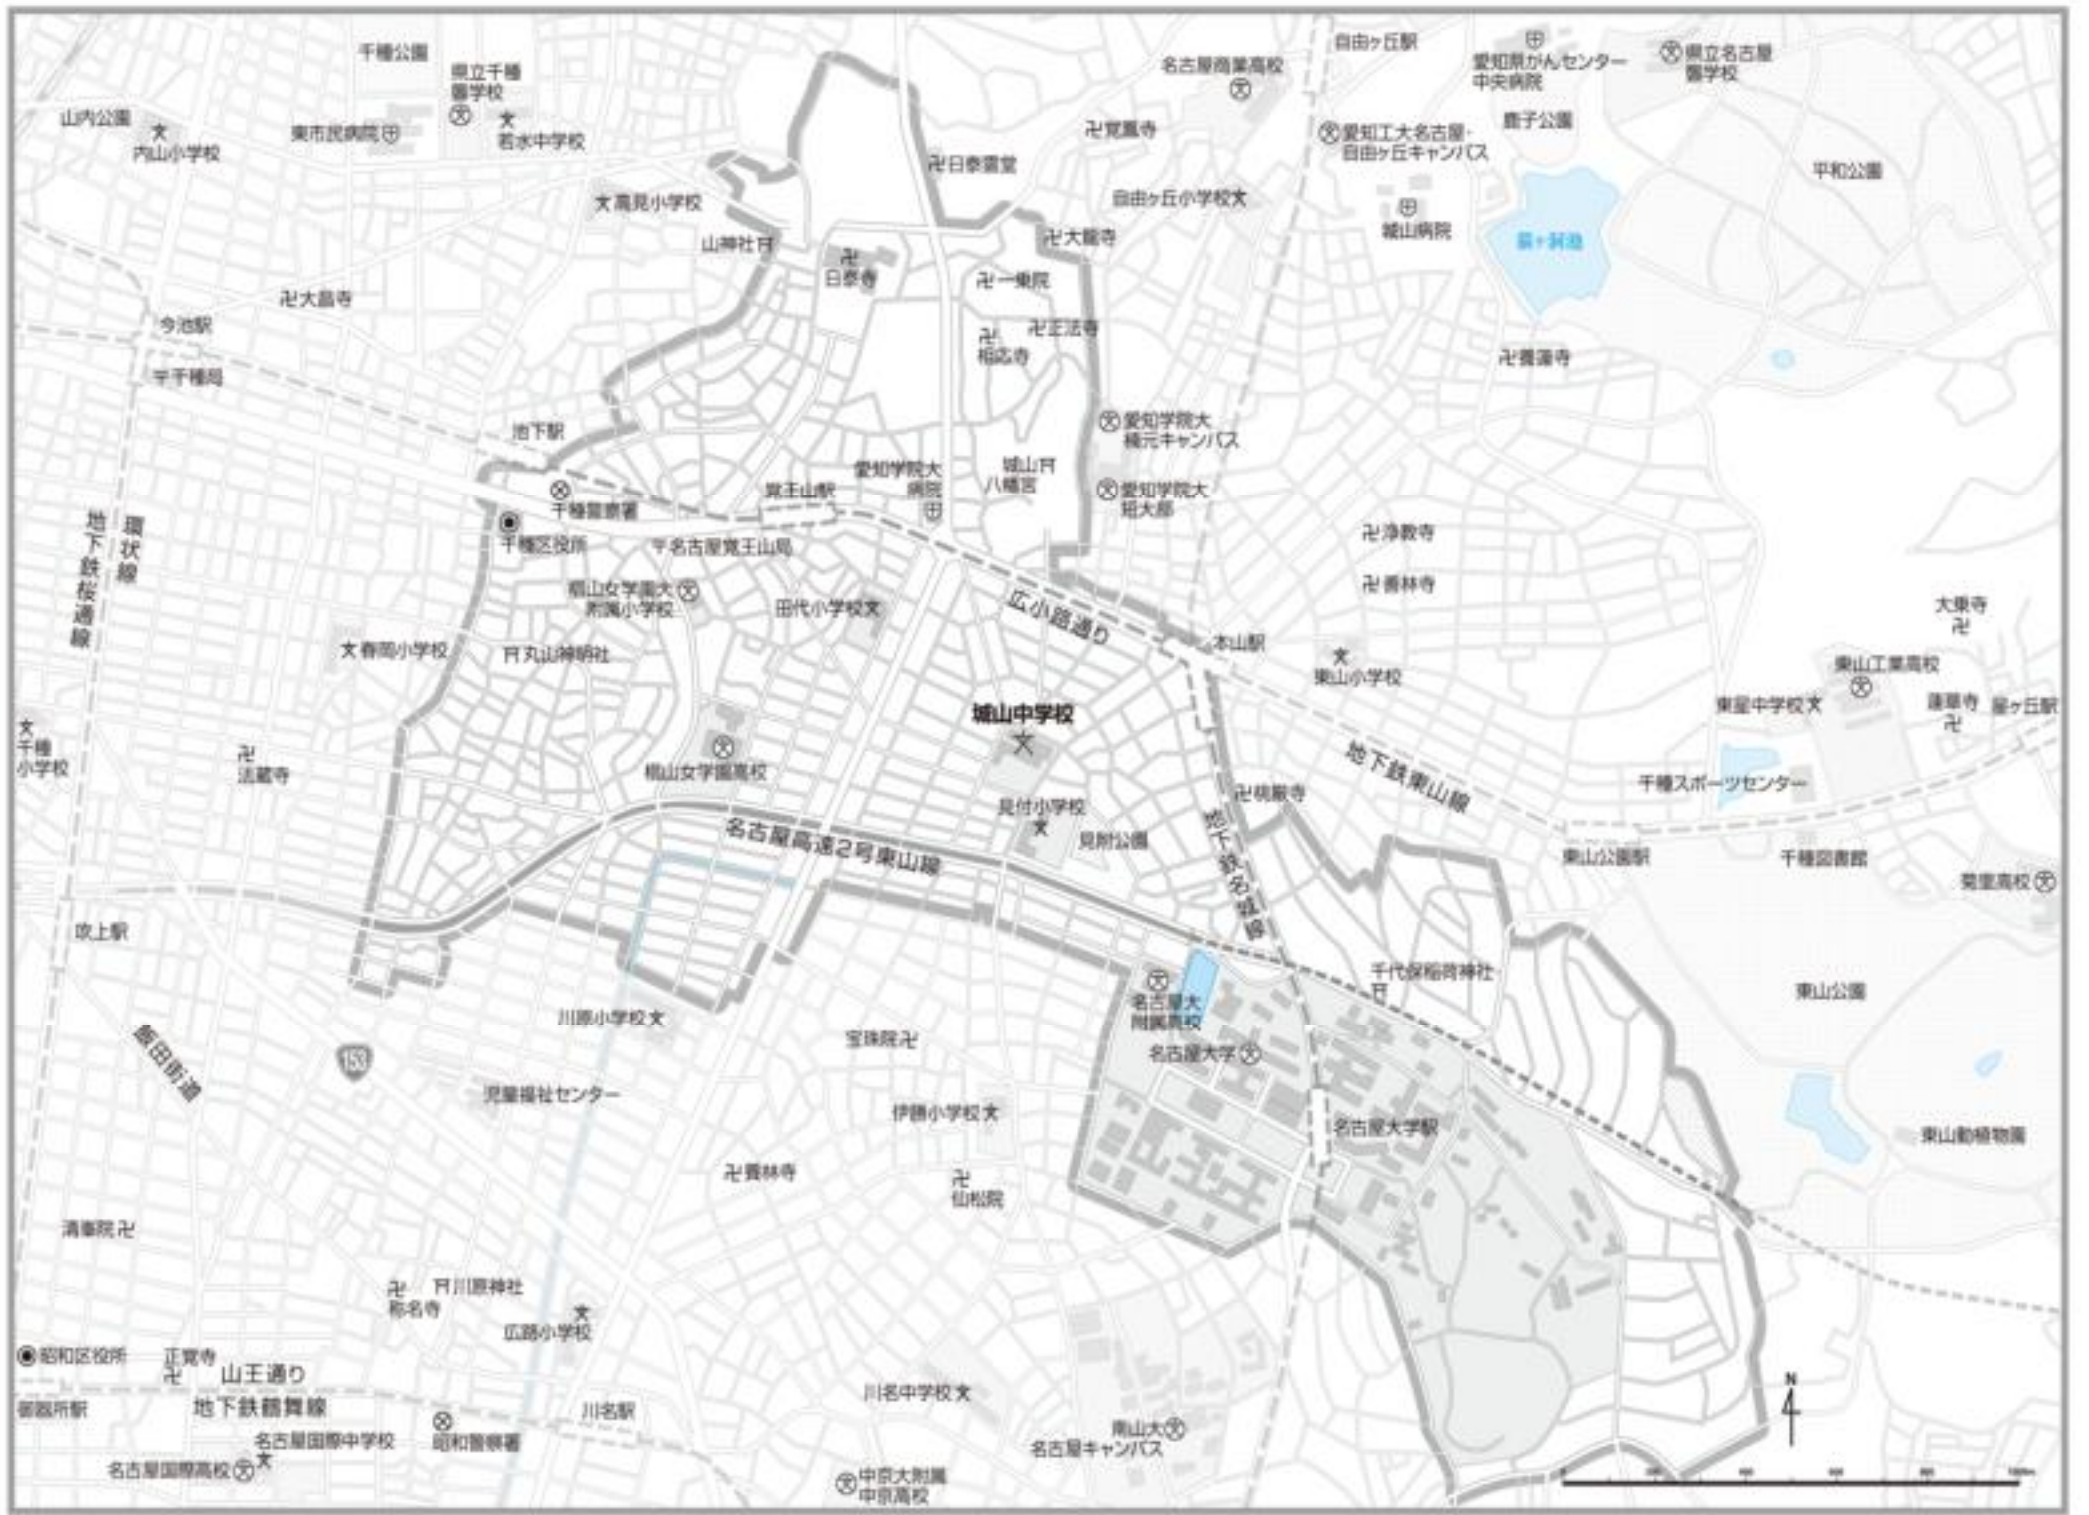 千種公園
県立千種
聾学校
山内公園
内山小学校
東市民病院
若水中学校
高見小学校
山神社
日泰寺
日泰霊堂
覚鳳寺
名古屋商業高校
自由ヶ丘駅
愛知県がんセンター
中央病院
県立名古屋
聾学校
愛知工大名古屋・
自由ヶ丘キャンパス
鹿子公園
平和公園
自由ヶ丘小学校
城山病院
猫ヶ洞池
大龍寺
一東院
正法寺
相応寺
養蓮寺
大昌寺
今池駅
千種局
池下駅
千種警察署
千種区役所
覚王山駅
名古屋覚王山局
愛知学院大
病院
城山
八幡宮
愛知学院大
楠元キャンパス
愛知学院大
短大部
浄教寺
善林寺
環状線
地下鉄桜通線
椙山女学園大
附属小学校
田代小学校
広小路通り
本山駅
東山小学校
大東寺
東山工業高校
東星中学校
蓮華寺
星ヶ丘駅
春岡小学校
丸山神明社
城山中学校
千種
小学校
法蔵寺
椙山女学園高校
見付小学校
見附公園
桃巌寺
地下鉄東山線
千種スポーツセンター
名古屋高速2号東山線
地下鉄名城線
東山公園駅
千種図書館
菊里高校
吹上駅
千代保稲荷神社
東山公園
名古屋大
附属高校
名古屋大学
川原小学校
宝珠院
飯田街道
153
児童福祉センター
伊勝小学校
名古屋大学駅
東山動植物園
養林寺
仙松院
清峯院
川原神社
称名寺
広路小学校
昭和区役所
正覚寺
山王通り
御器所駅
地下鉄鶴舞線
川名駅
川名中学校
名古屋国際中学校
昭和警察署
名古屋国際高校
南山大
名古屋キャンパス
中京大附属
中京高校
N